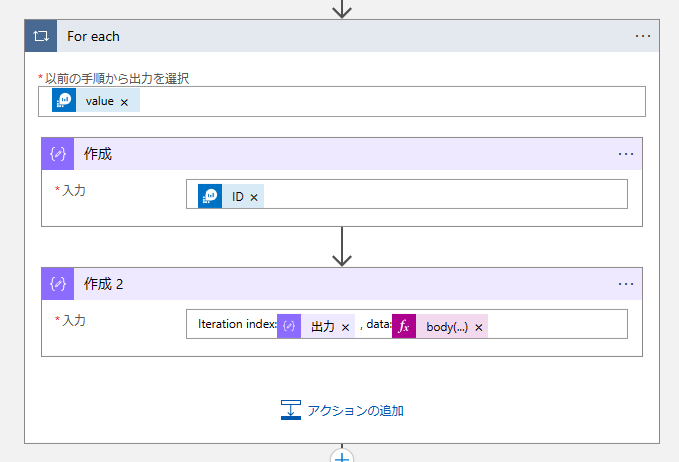 For each
*以前の手順から出力を選択
value ×
作成
*入力
ID ×
作成 2
*入力
Iteration index: 出力 × , data: fx body(...) ×
アクションの追加